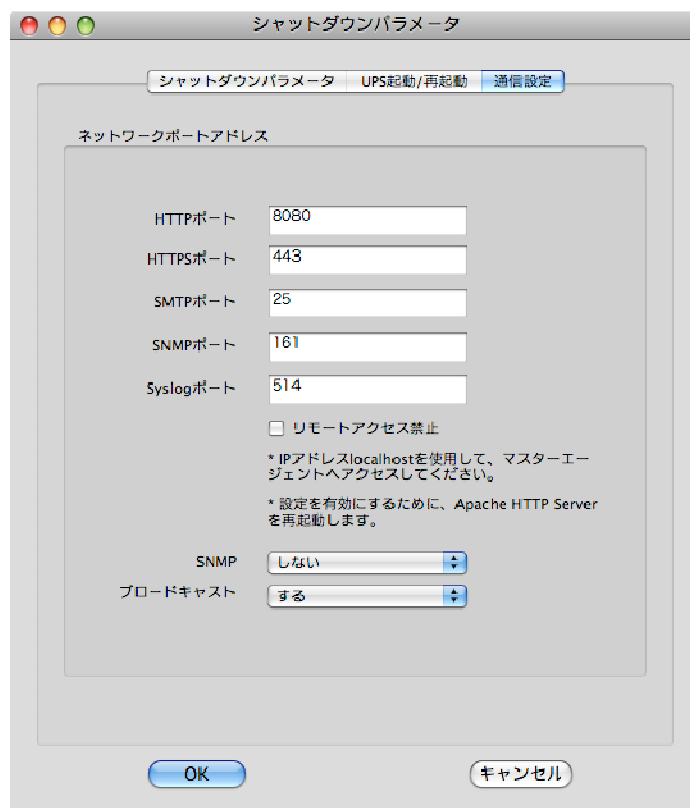 シャットダウンパラメータ
シャットダウンパラメータ UPS起動/再起動 通信設定
ネットワークポートアドレス
HTTPポート 8080
HTTPSポート 443
SMTPポート 25
SNMPポート 161
Syslogポート 514
リモートアクセス禁止
* IPアドレスlocalhostを使用して、マスターエー
ジェントへアクセスしてください。
* 設定を有効にするために、Apache HTTP Server
を再起動します。
SNMP しない
ブロードキャスト する
OK キャンセル